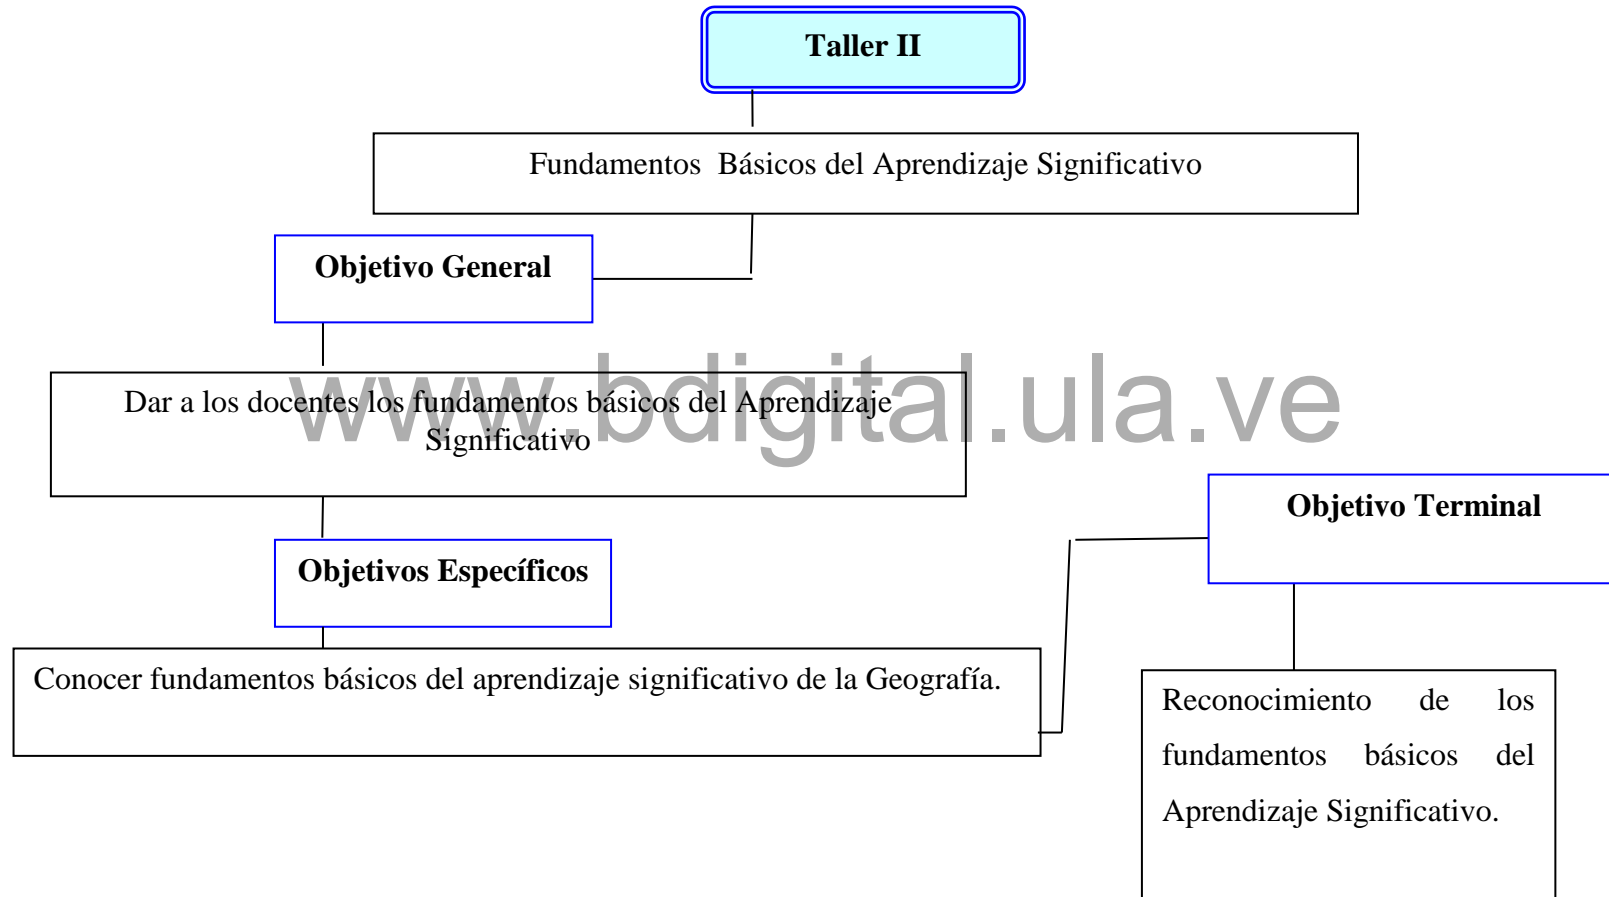 Taller II
Fundamentos Básicos del Aprendizaje Significativo
Objetivo General
Dar a los docentes los fundamentos básicos del Aprendizaje
Significativo
www.bdigital.ula.ve
Objetivos Específicos
Conocer fundamentos básicos del aprendizaje significativo de la Geografía.
Objetivo Terminal
Reconocimiento de los
fundamentos básicos del
Aprendizaje Significativo.